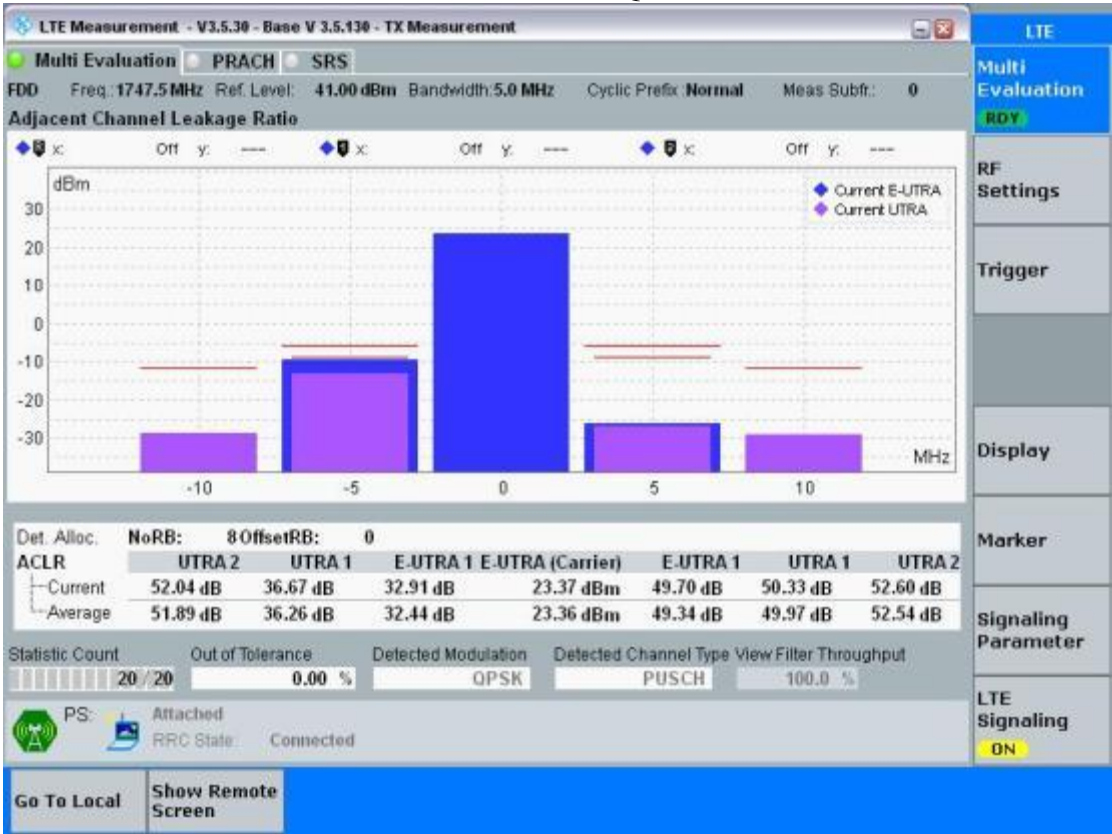 LTE Measurement - V3.5.30 - Base V 3.5.130 - TX Measurement
Multi Evaluation PRACH SRS
FDD Freq.:1747.5 MHz Ref. Level: 41.00 dBm Bandwidth:5.0 MHz Cyclic Prefix :Normal Meas Subfr.: 0
Adjacent Channel Leakage Ratio
x: Off y: --- x: Off y: --- x: Off y: ---
dBm
Current E-UTRA
Current UTRA
30
20
10
0
-10
-20
-30
MHz
-10 -5 0 5 10
Det. Alloc. NoRB: 8 OffsetRB: 0
ACLR UTRA 2 UTRA 1 E-UTRA 1 E-UTRA (Carrier) E-UTRA 1 UTRA 1 UTRA 2
Current 52.04 dB 36.67 dB 32.91 dB 23.37 dBm 49.70 dB 50.33 dB 52.60 dB
Average 51.89 dB 36.26 dB 32.44 dB 23.36 dBm 49.34 dB 49.97 dB 52.54 dB
Statistic Count Out of Tolerance Detected Modulation Detected Channel Type View Filter Throughput
20 / 20 0.00 % QPSK PUSCH 100.0 %
PS: Attached
RRC State: Connected
Go To Local
Show Remote
Screen
LTE
Multi
Evaluation
RDY
RF
Settings
Trigger
Display
Marker
Signaling
Parameter
LTE
Signaling
ON